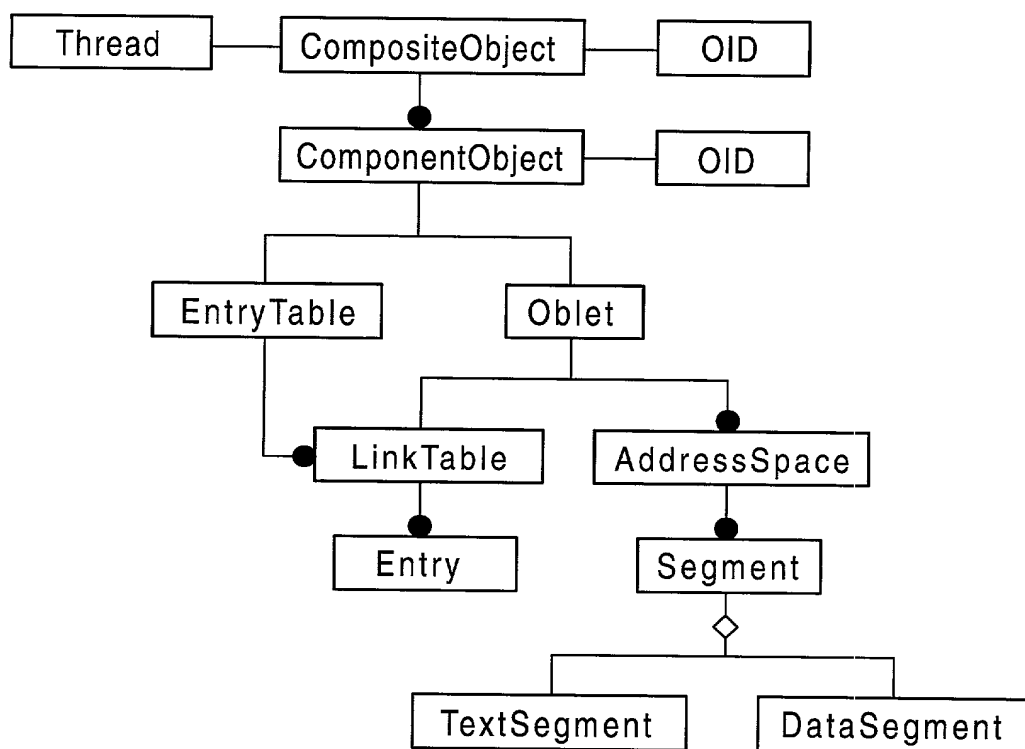 Thread
CompositeObject
OID
ComponentObject
OID
EntryTable
Oblet
LinkTable
AddressSpace
Entry
Segment
TextSegment
DataSegment